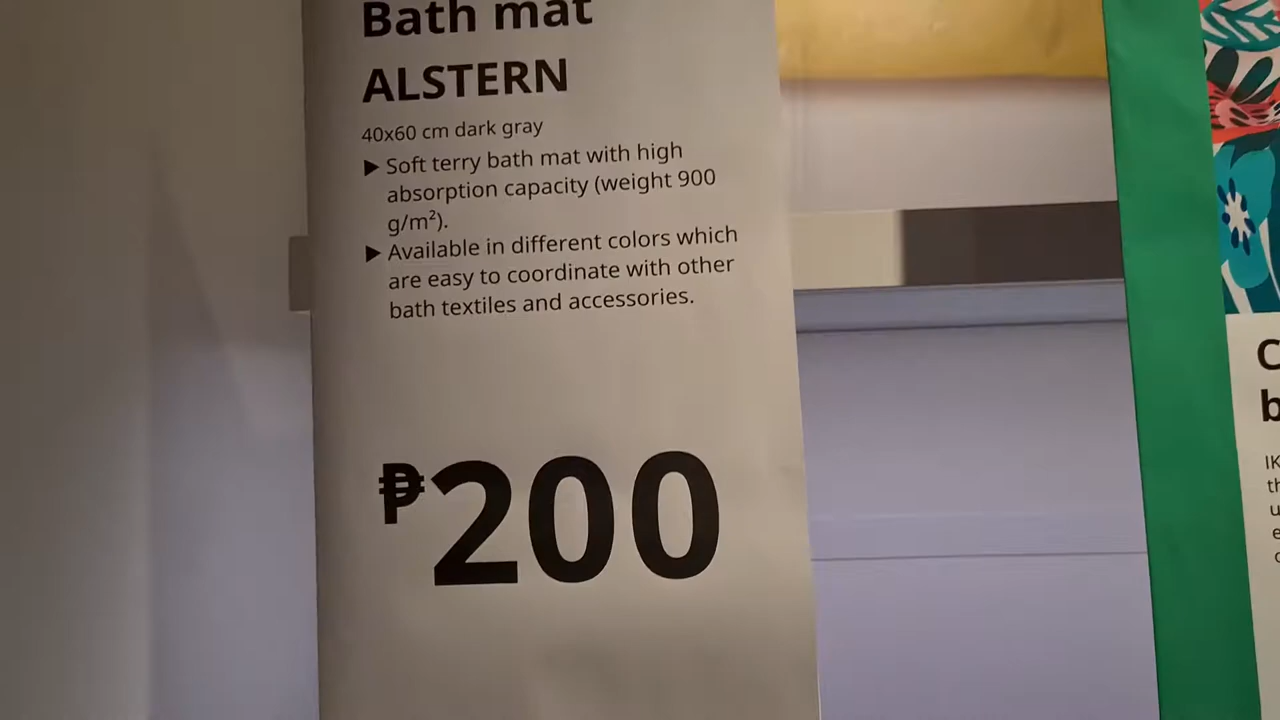 Bath mat
ALSTERN
40x60 cm dark gray
▶ Soft terry bath mat with high
absorption capacity (weight 900
g/m²).
▶ Available in different colors which
are easy to coordinate with other
bath textiles and accessories.
₱200